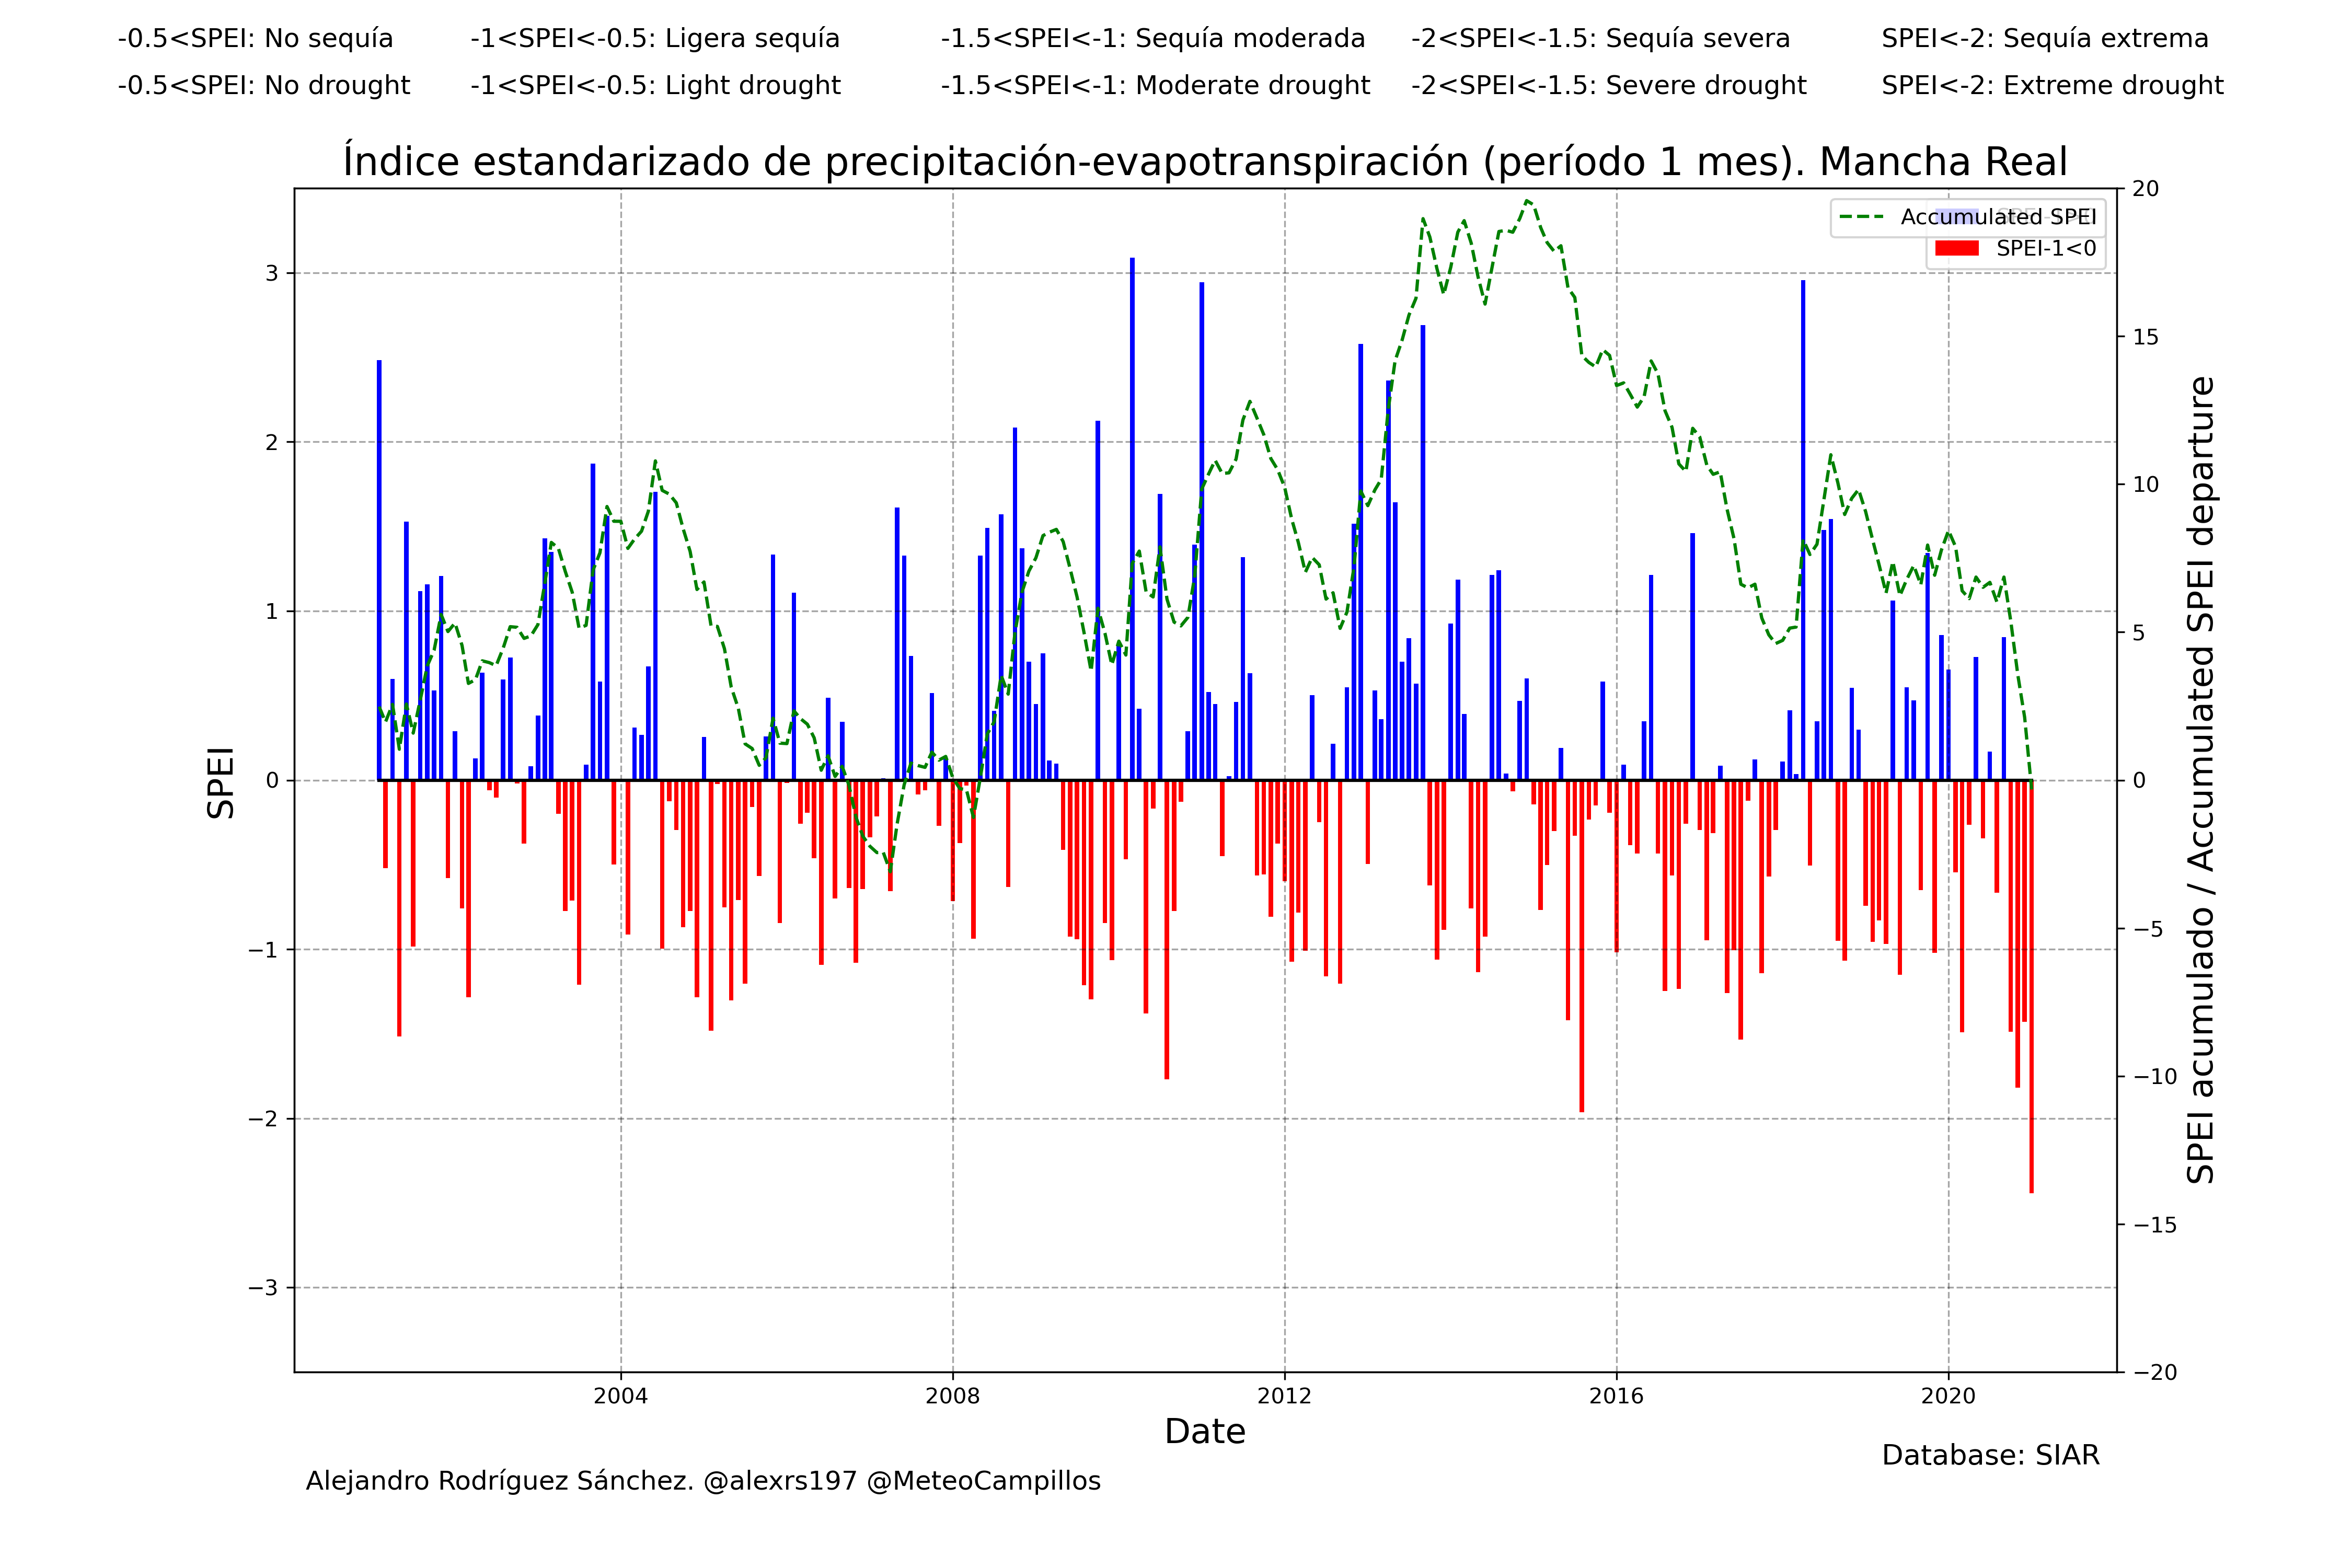 -0.5<SPEI: No sequía -1<SPEI<-0.5: Ligera sequía -1.5<SPEI<-1: Sequía moderada -2<SPEI<-1.5: Sequía severa SPEI<-2: Sequía extrema
-0.5<SPEI: No drought -1<SPEI<-0.5: Light drought -1.5<SPEI<-1: Moderate drought -2<SPEI<-1.5: Severe drought SPEI<-2: Extreme drought
Índice estandarizado de precipitación-evapotranspiración (período 1 mes). Mancha Real
Accumulated SPEI
SPEI-1<0
SPEI
3
2
1
0
−1
−2
−3
20
15
10
5
0
−5
−10
−15
−20
SPEI acumulado / Accumulated SPEI departure
2004 2008 2012 2016 2020
Date
Database: SIAR
Alejandro Rodríguez Sánchez. @alexrs197 @MeteoCampillos